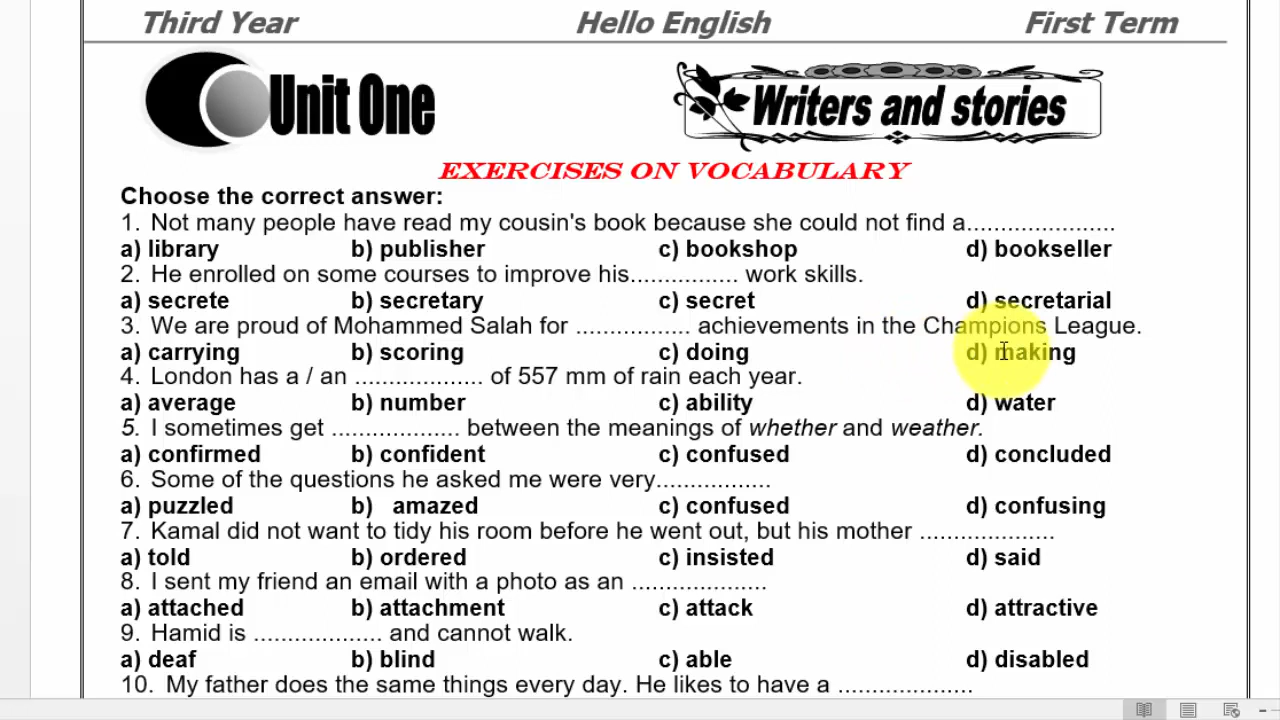 Third Year Hello English First Term
Unit One Writers and stories
EXERCISES ON VOCABULARY
Choose the correct answer:
1. Not many people have read my cousin's book because she could not find a......................
a) library b) publisher c) bookshop d) bookseller
2. He enrolled on some courses to improve his................ work skills.
a) secrete b) secretary c) secret d) secretarial
3. We are proud of Mohammed Salah for ................. achievements in the Champions League.
a) carrying b) scoring c) doing d) making
4. London has a / an ................... of 557 mm of rain each year.
a) average b) number c) ability d) water
5. I sometimes get ................... between the meanings of whether and weather.
a) confirmed b) confident c) confused d) concluded
6. Some of the questions he asked me were very.................
a) puzzled b) amazed c) confused d) confusing
7. Kamal did not want to tidy his room before he went out, but his mother ....................
a) told b) ordered c) insisted d) said
8. I sent my friend an email with a photo as an ....................
a) attached b) attachment c) attack d) attractive
9. Hamid is ................... and cannot walk.
a) deaf b) blind c) able d) disabled
10. My father does the same things every day. He likes to have a ....................